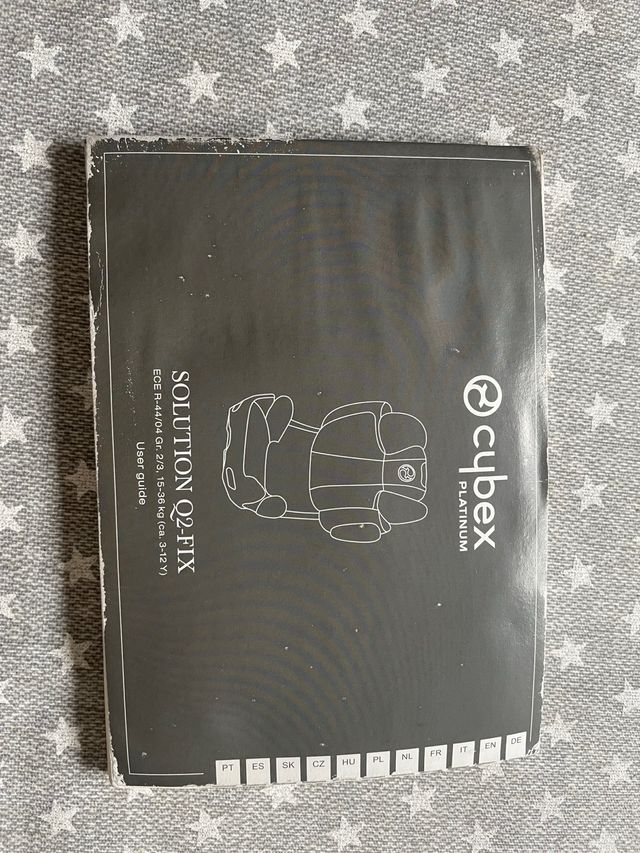 cybex
PLATINUM
SOLUTION Q2-FIX
ECE R-44/04 Gr. 2/3, 15-36 kg (ca. 3-12 Y)
User guide
DE
EN
IT
FR
NL
PL
HU
CZ
SK
ES
PT